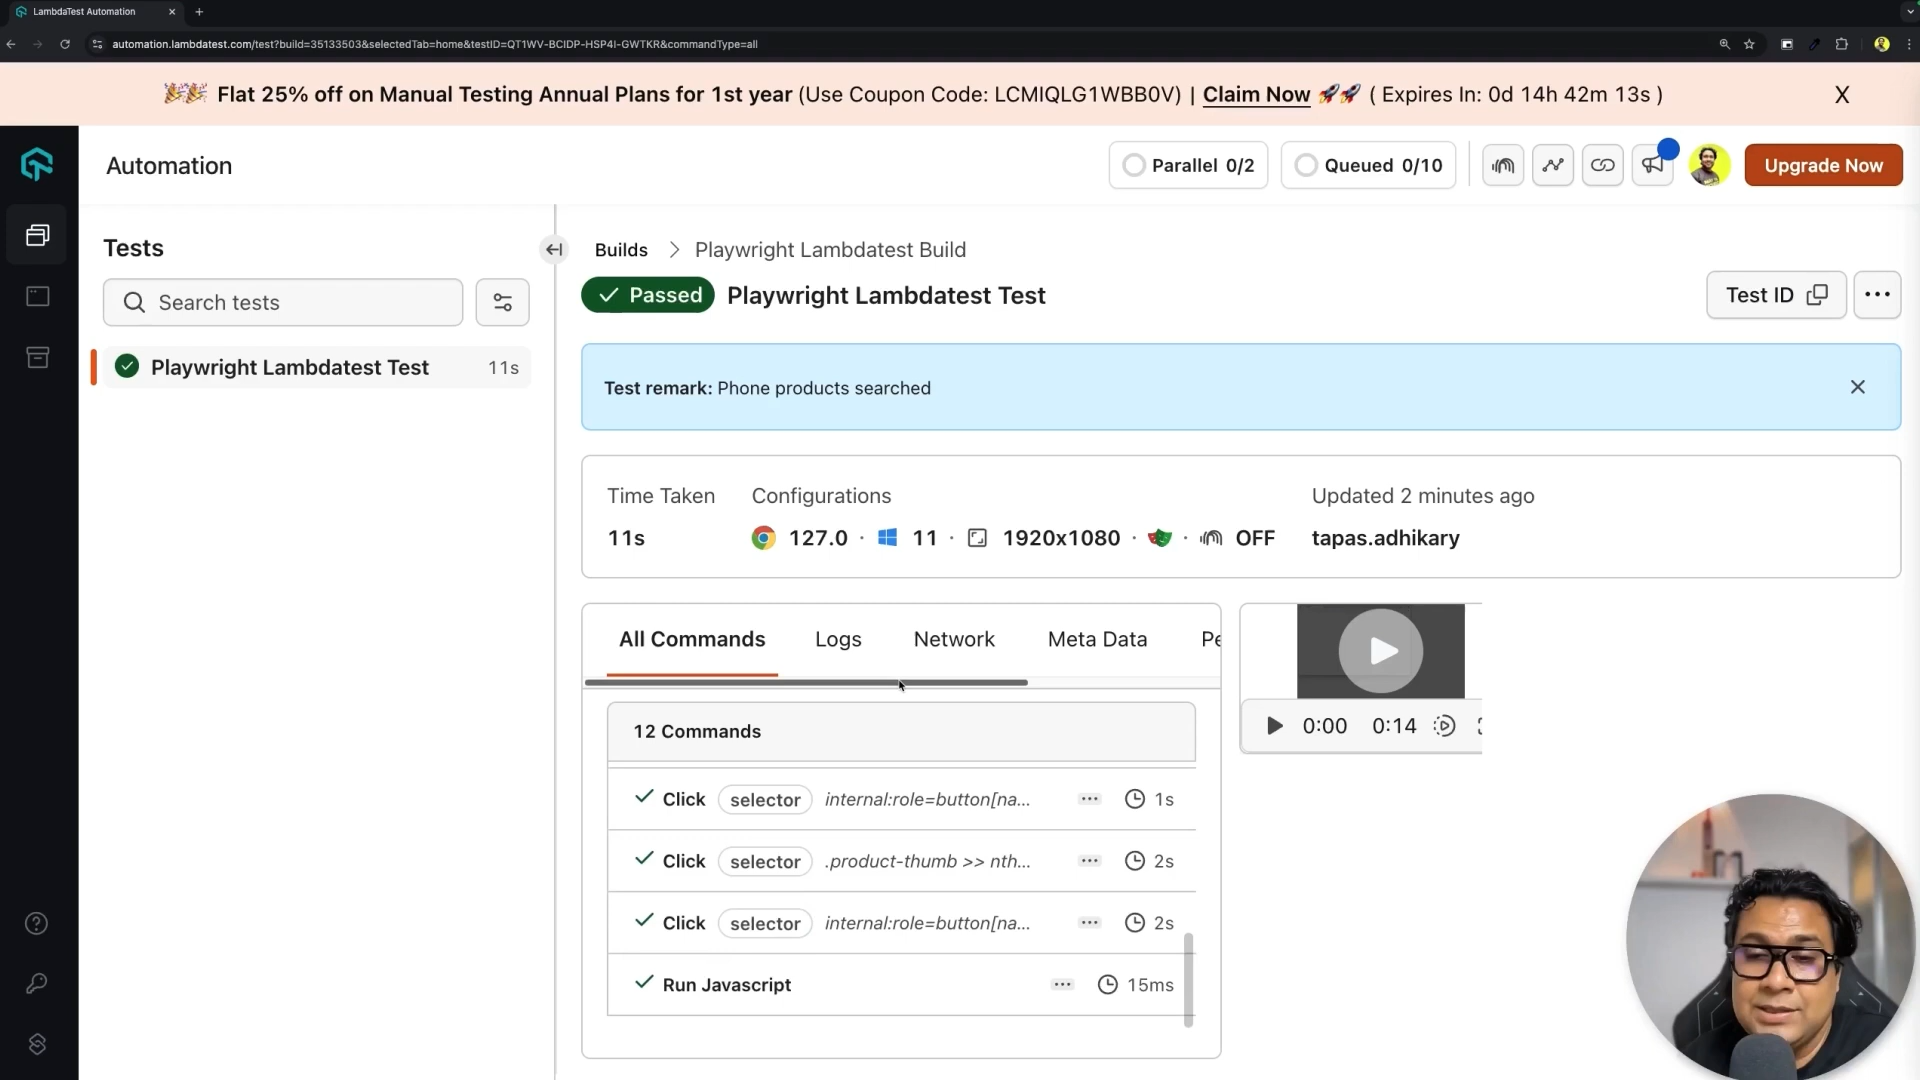 LambdaTest Automation
automation.lambdatest.com/test?build=35133503&selectedTab=home&testID=QT1WV-BCIDP-HSP4I-GWTKR&commandType=all
Flat 25% off on Manual Testing Annual Plans for 1st year (Use Coupon Code: LCMIQLG1WBB0V) | Claim Now ( Expires In: 0d 14h 42m 13s )
X
Automation
Parallel 0/2
Queued 0/10
Upgrade Now
Tests
Search tests
Playwright Lambdatest Test 11s
Builds > Playwright Lambdatest Build
Passed Playwright Lambdatest Test
Test ID
Test remark: Phone products searched
Time Taken
Configurations
Updated 2 minutes ago
11s
127.0 · 11 · 1920x1080 · · OFF
tapas.adhikary
All Commands Logs Network Meta Data Pe
12 Commands
Click selector internal:role=button[na... ... 1s
Click selector .product-thumb >> nth... ... 2s
Click selector internal:role=button[na... ... 2s
Run Javascript ... 15ms
0:00 0:14